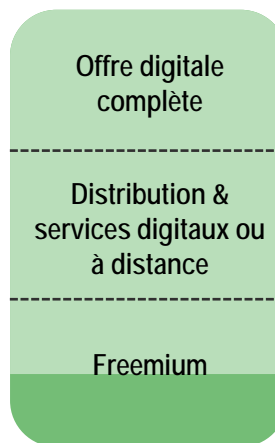 Offre digitale
complète
Distribution &
services digitaux ou
à distance
Freemium